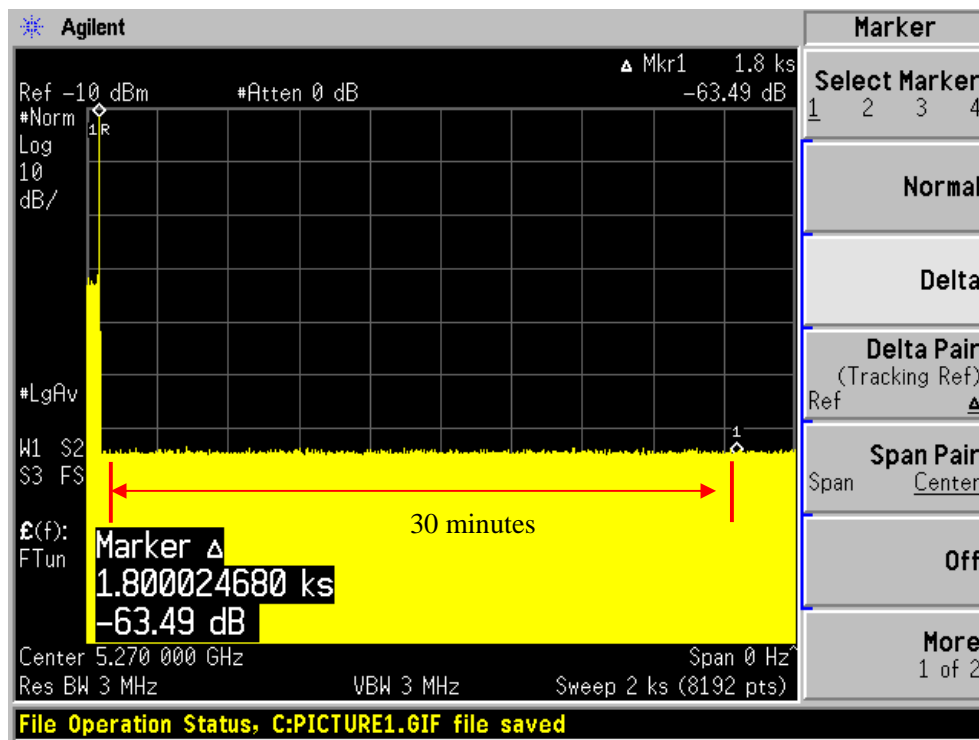 Agilent
Marker
Δ Mkr1 1.8 ks
Ref -10 dBm #Atten 0 dB -63.49 dB
Select Marker
1 2 3 4
#Norm
1R
Log
10
dB/
Normal
Delta
Delta Pair
(Tracking Ref)
Ref Δ
#LgAv
1
W1 S2
S3 FS
Span Pair
Span Center
30 minutes
£(f):
FTun
Marker Δ
1.800024680 ks
-63.49 dB
Off
Center 5.270 000 GHz Span 0 Hz^
Res BW 3 MHz VBW 3 MHz Sweep 2 ks (8192 pts)
More
1 of 2
File Operation Status, C:PICTURE1.GIF file saved